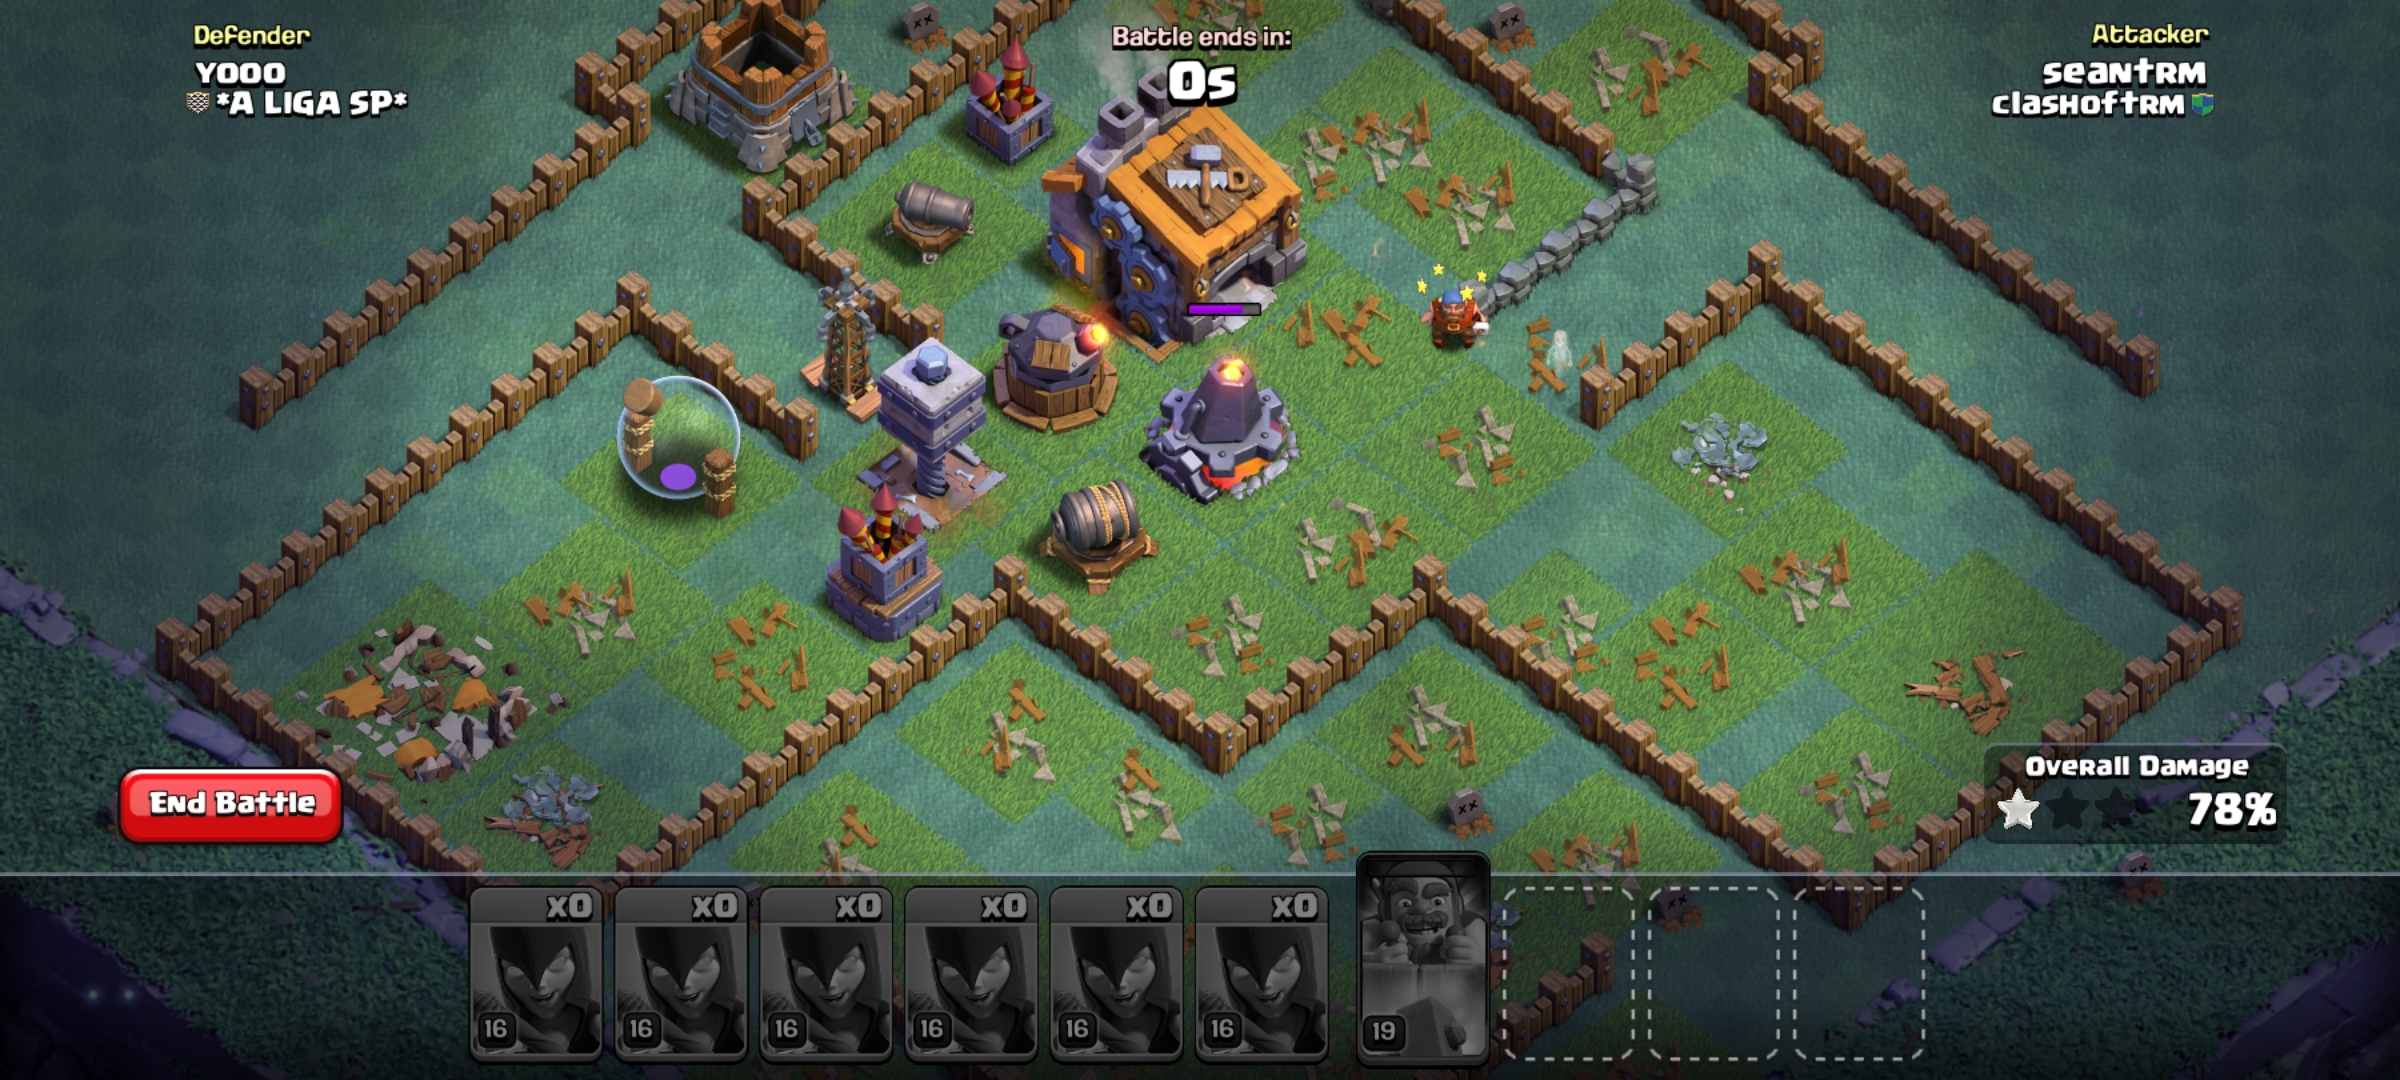 Defender
YOOO
*A LIGA SP*
Battle ends in:
0s
Attacker
seantRM
clashoftRM
End Battle
Overall Damage
78%
x0
x0
x0
x0
x0
x0
16
16
16
16
16
16
19